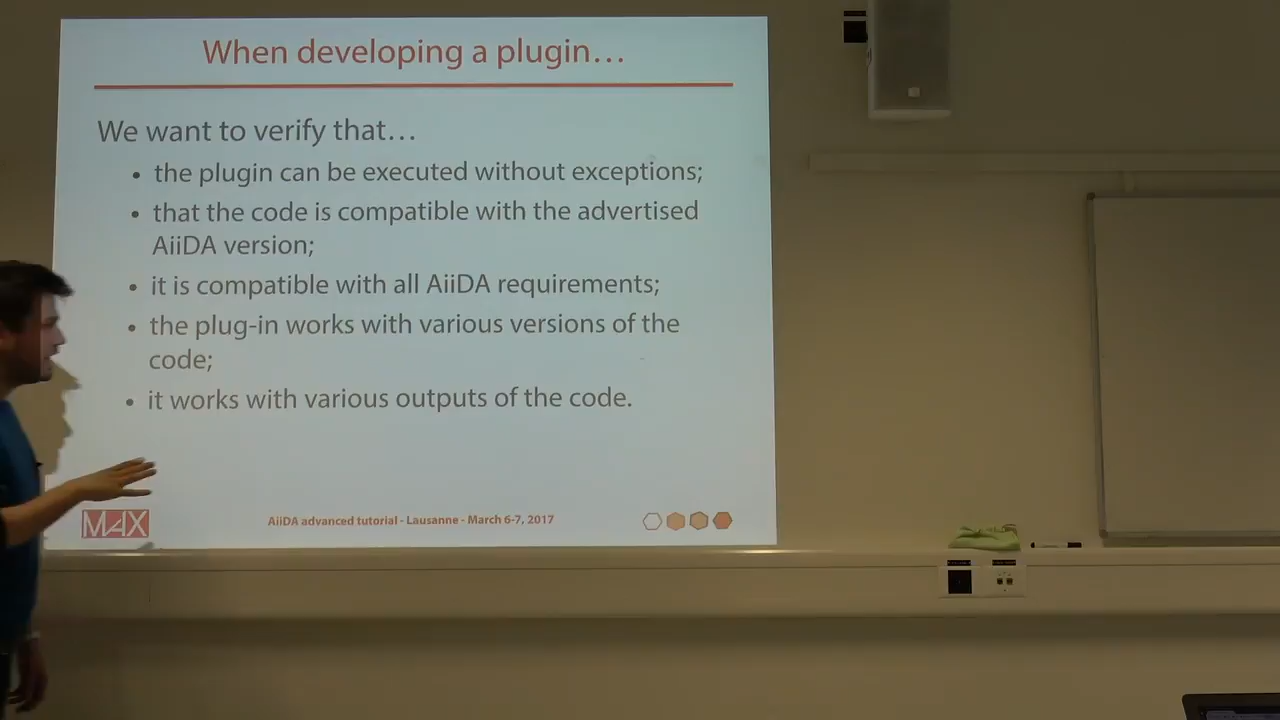 When developing a plugin…
We want to verify that…
• the plugin can be executed without exceptions;
• that the code is compatible with the advertised
AiiDA version;
• it is compatible with all AiiDA requirements;
• the plug-in works with various versions of the
code;
• it works with various outputs of the code.
MAX
AiiDA advanced tutorial - Lausanne - March 6-7, 2017